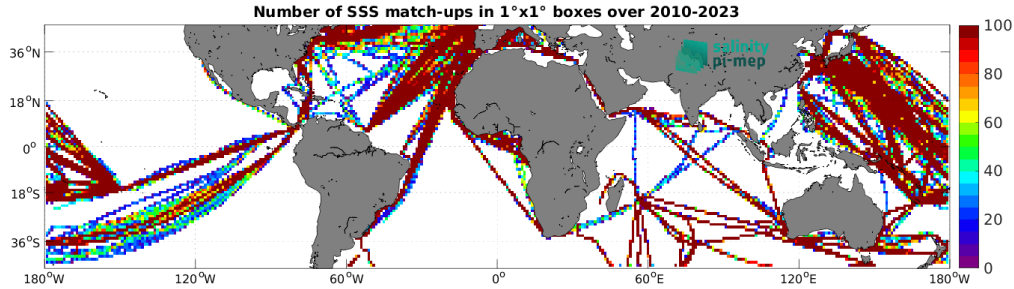 Number of SSS match-ups in 1°x1° boxes over 2010-2023
salinity
pi-mep
36°N
18°N
0°
18°S
36°S
180°W
120°W
60°W
0°
60°E
120°E
180°W
100
80
60
40
20
0